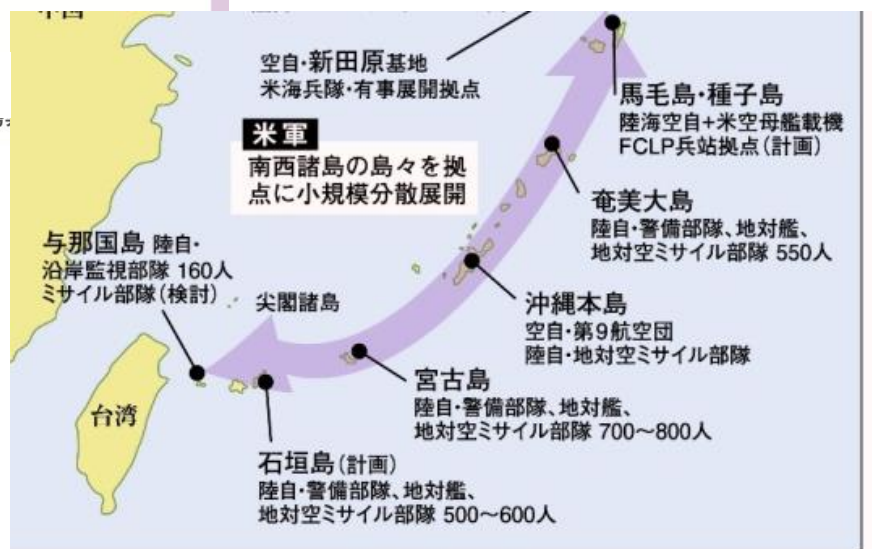 空自･新田原基地
米海兵隊･有事展開拠点
馬毛島･種子島
陸海空自+米空母艦載機
FCLP兵站拠点(計画)
米軍
南西諸島の島々を拠
点に小規模分散展開
奄美大島
陸自･警備部隊、地対艦、
地対空ミサイル部隊 550人
与那国島 陸自･
沿岸監視部隊 160人
ミサイル部隊(検討)
尖閣諸島
沖縄本島
空自･第9航空団
陸自･地対空ミサイル部隊
宮古島
陸自･警備部隊、地対艦、
地対空ミサイル部隊 700〜800人
台湾
石垣島(計画)
陸自･警備部隊、地対艦、
地対空ミサイル部隊 500〜600人